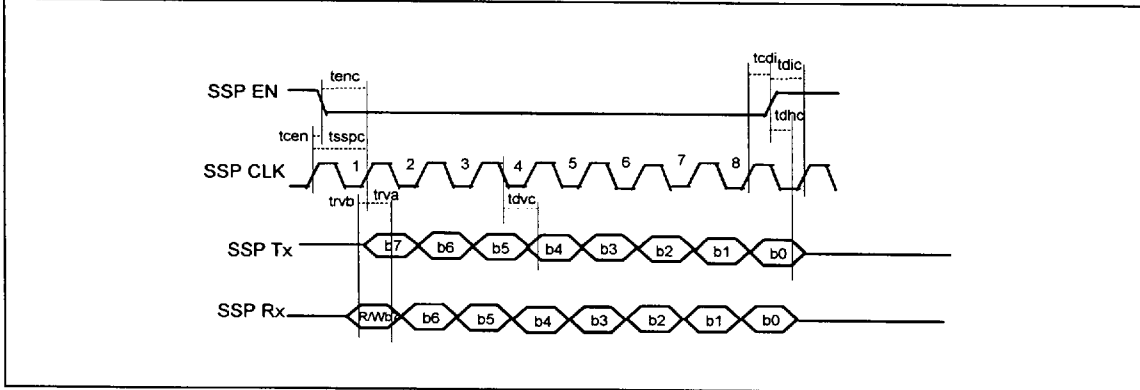 tcdi tdic
tenc
SSP EN
tdhc
tcen tsspc
SSP CLK 1 2 3 4 5 6 7 8
trvb trva tdvc
SSP Tx b7 b6 b5 b4 b3 b2 b1 b0
SSP Rx R/Wb b6 b5 b4 b3 b2 b1 b0